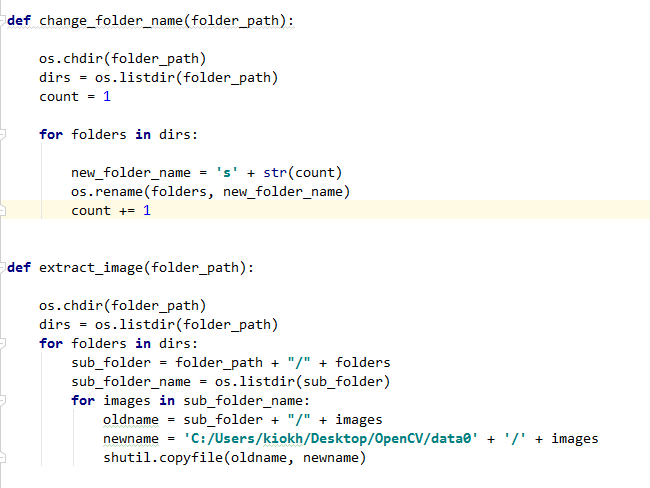 def change_folder_name(folder_path):
os.chdir(folder_path)
dirs = os.listdir(folder_path)
count = 1
for folders in dirs:
new_folder_name = 's' + str(count)
os.rename(folders, new_folder_name)
count += 1
def extract_image(folder_path):
os.chdir(folder_path)
dirs = os.listdir(folder_path)
for folders in dirs:
sub_folder = folder_path + "/" + folders
sub_folder_name = os.listdir(sub_folder)
for images in sub_folder_name:
oldname = sub_folder + "/" + images
newname = 'C:/Users/kiokh/Desktop/OpenCV/data0' + '/' + images
shutil.copyfile(oldname, newname)